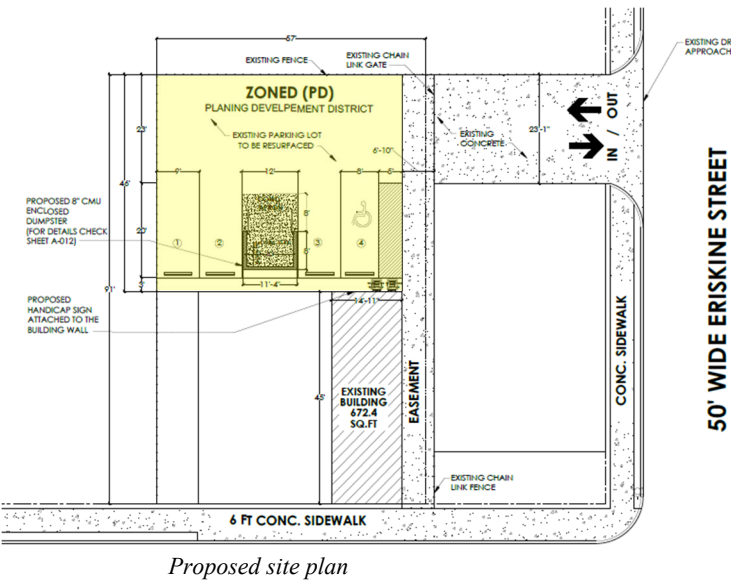 57'
EXISTING FENCE
EXISTING CHAIN
LINK GATE
EXISTING DR
APPROACH
ZONED (PD)
PLANING DEVELPEMENT DISTRICT
EXISTING PARKING LOT
TO BE RESURFACED
EXISTING
CONCRETE
23'-1"
IN / OUT
23'
46'
6'-10"
9'
12'
8'
5'
PROPOSED 8" CMU
ENCLOSED
DUMPSTER
(FOR DETAILS CHECK
SHEET A-012)
8'
1
2
3
4
3'
91'
11'-4"
14'-11"
PROPOSED
HANDICAP SIGN
ATTACHED TO THE
BUILDING WALL
45'
EXISTING
BUILDING
672.4
SQ.FT
EASEMENT
CONC. SIDEWALK
50' WIDE ERISKINE STREET
EXISTING CHAIN
LINK FENCE
6 FT CONC. SIDEWALK
Proposed site plan